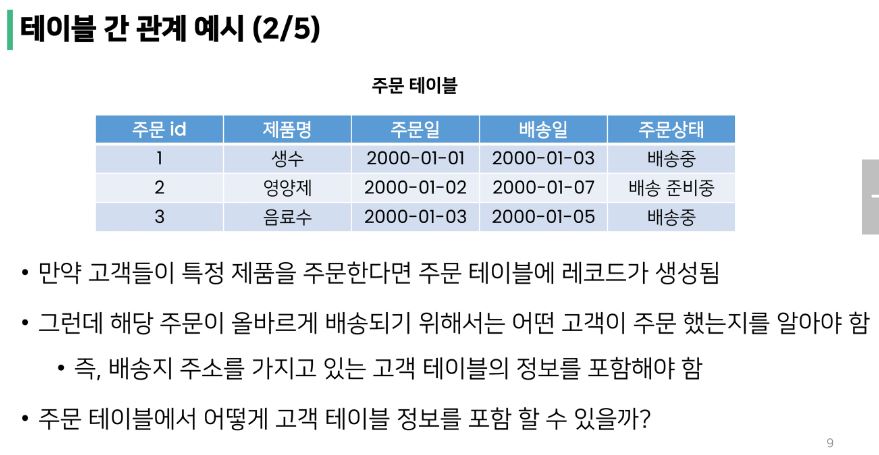 테이블 간 관계 예시 (2/5)
주문 테이블
주문 id 제품명 주문일 배송일 주문상태
1 생수 2000-01-01 2000-01-03 배송중
2 영양제 2000-01-02 2000-01-07 배송 준비중
3 음료수 2000-01-03 2000-01-05 배송중
• 만약 고객들이 특정 제품을 주문한다면 주문 테이블에 레코드가 생성됨
• 그런데 해당 주문이 올바르게 배송되기 위해서는 어떤 고객이 주문 했는지를 알아야 함
• 즉, 배송지 주소를 가지고 있는 고객 테이블의 정보를 포함해야 함
• 주문 테이블에서 어떻게 고객 테이블 정보를 포함 할 수 있을까?
9